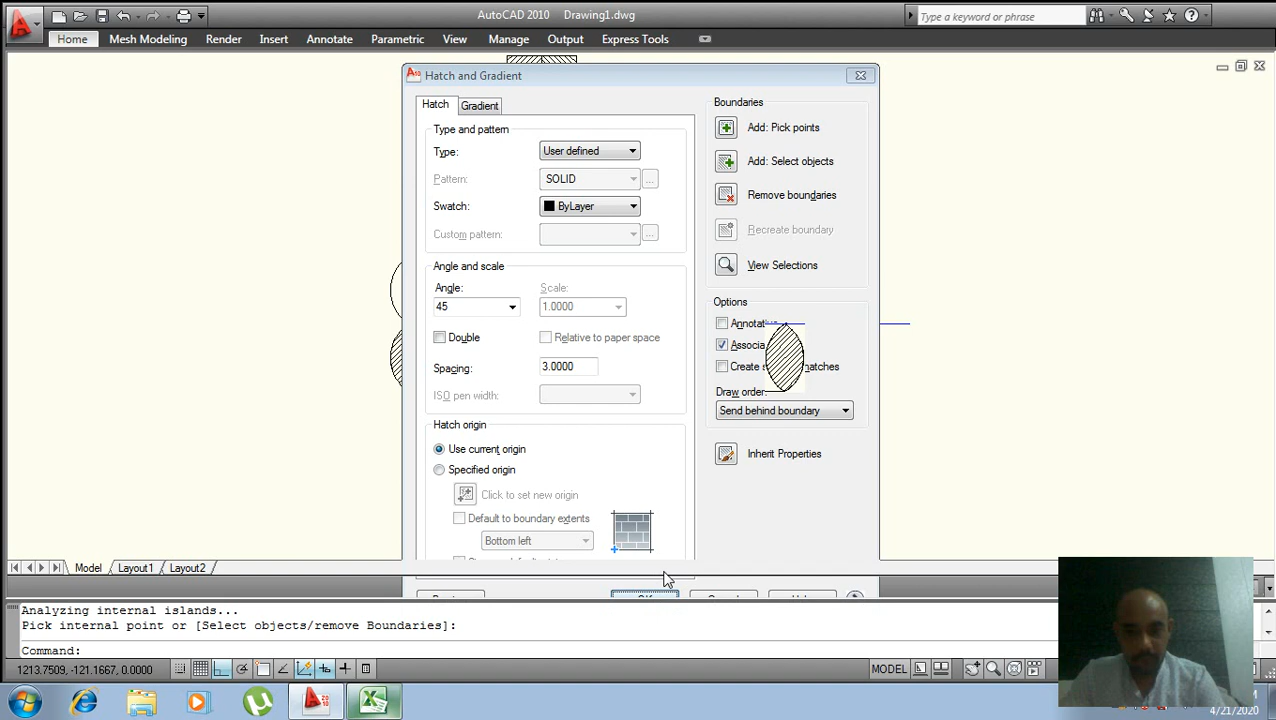 AutoCAD 2010 Drawing1.dwg
Type a keyword or phrase
Home Mesh Modeling Render Insert Annotate Parametric View Manage Output Express Tools
Hatch and Gradient
Hatch Gradient
Boundaries
Type and pattern
Add: Pick points
Type: User defined
Add: Select objects
Pattern: SOLID ...
Remove boundaries
Swatch: ByLayer
Custom pattern: ...
Recreate boundary
View Selections
Angle and scale
Angle: Scale:
45 1.0000
Options
Double Relative to paper space
Spacing: 3.0000
ISO pen width:
Draw order:
Send behind boundary
Hatch origin
Use current origin
Inherit Properties
Specified origin
Click to set new origin
Default to boundary extents
Bottom left
Model Layout1 Layout2
Analyzing internal islands...
Pick internal point or [Select objects/remove Boundaries]:
Command:
1213.7509, -121.1667, 0.0000 MODEL
4/21/2020